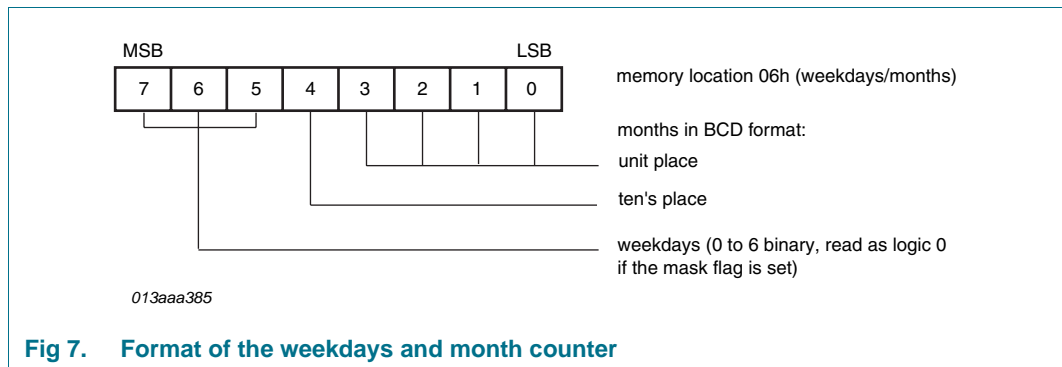 MSB LSB
7 6 5 4 3 2 1 0
memory location 06h (weekdays/months)
months in BCD format:
unit place
ten's place
weekdays (0 to 6 binary, read as logic 0
if the mask flag is set)
013aaa385
Fig 7. Format of the weekdays and month counter